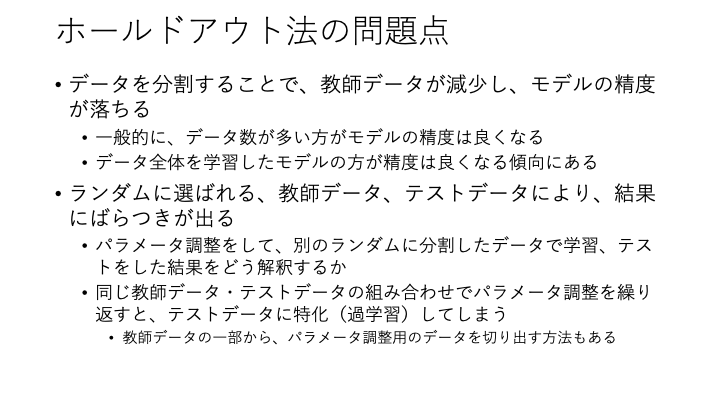 ホールドアウト法の問題点
• データを分割することで、教師データが減少し、モデルの精度
が落ちる
• 一般的に、データ数が多い方がモデルの精度は良くなる
• データ全体を学習したモデルの方が精度は良くなる傾向にある
• ランダムに選ばれる、教師データ、テストデータにより、結果
にばらつきが出る
• パラメータ調整をして、別のランダムに分割したデータで学習、テス
トをした結果をどう解釈するか
• 同じ教師データ・テストデータの組み合わせでパラメータ調整を繰り
返すと、テストデータに特化（過学習）してしまう
• 教師データの一部から、パラメータ調整用のデータを切り出す方法もある